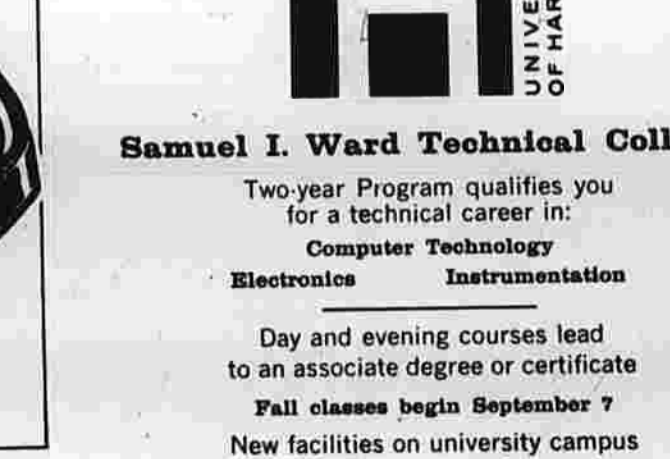 UNIVE
OF HAR
Samuel I. Ward Technical Coll
Two-year Program qualifies you
for a technical career in:
Computer Technology
Electronics Instrumentation
Day and evening courses lead
to an associate degree or certificate
Fall classes begin September 7
New facilities on university campus